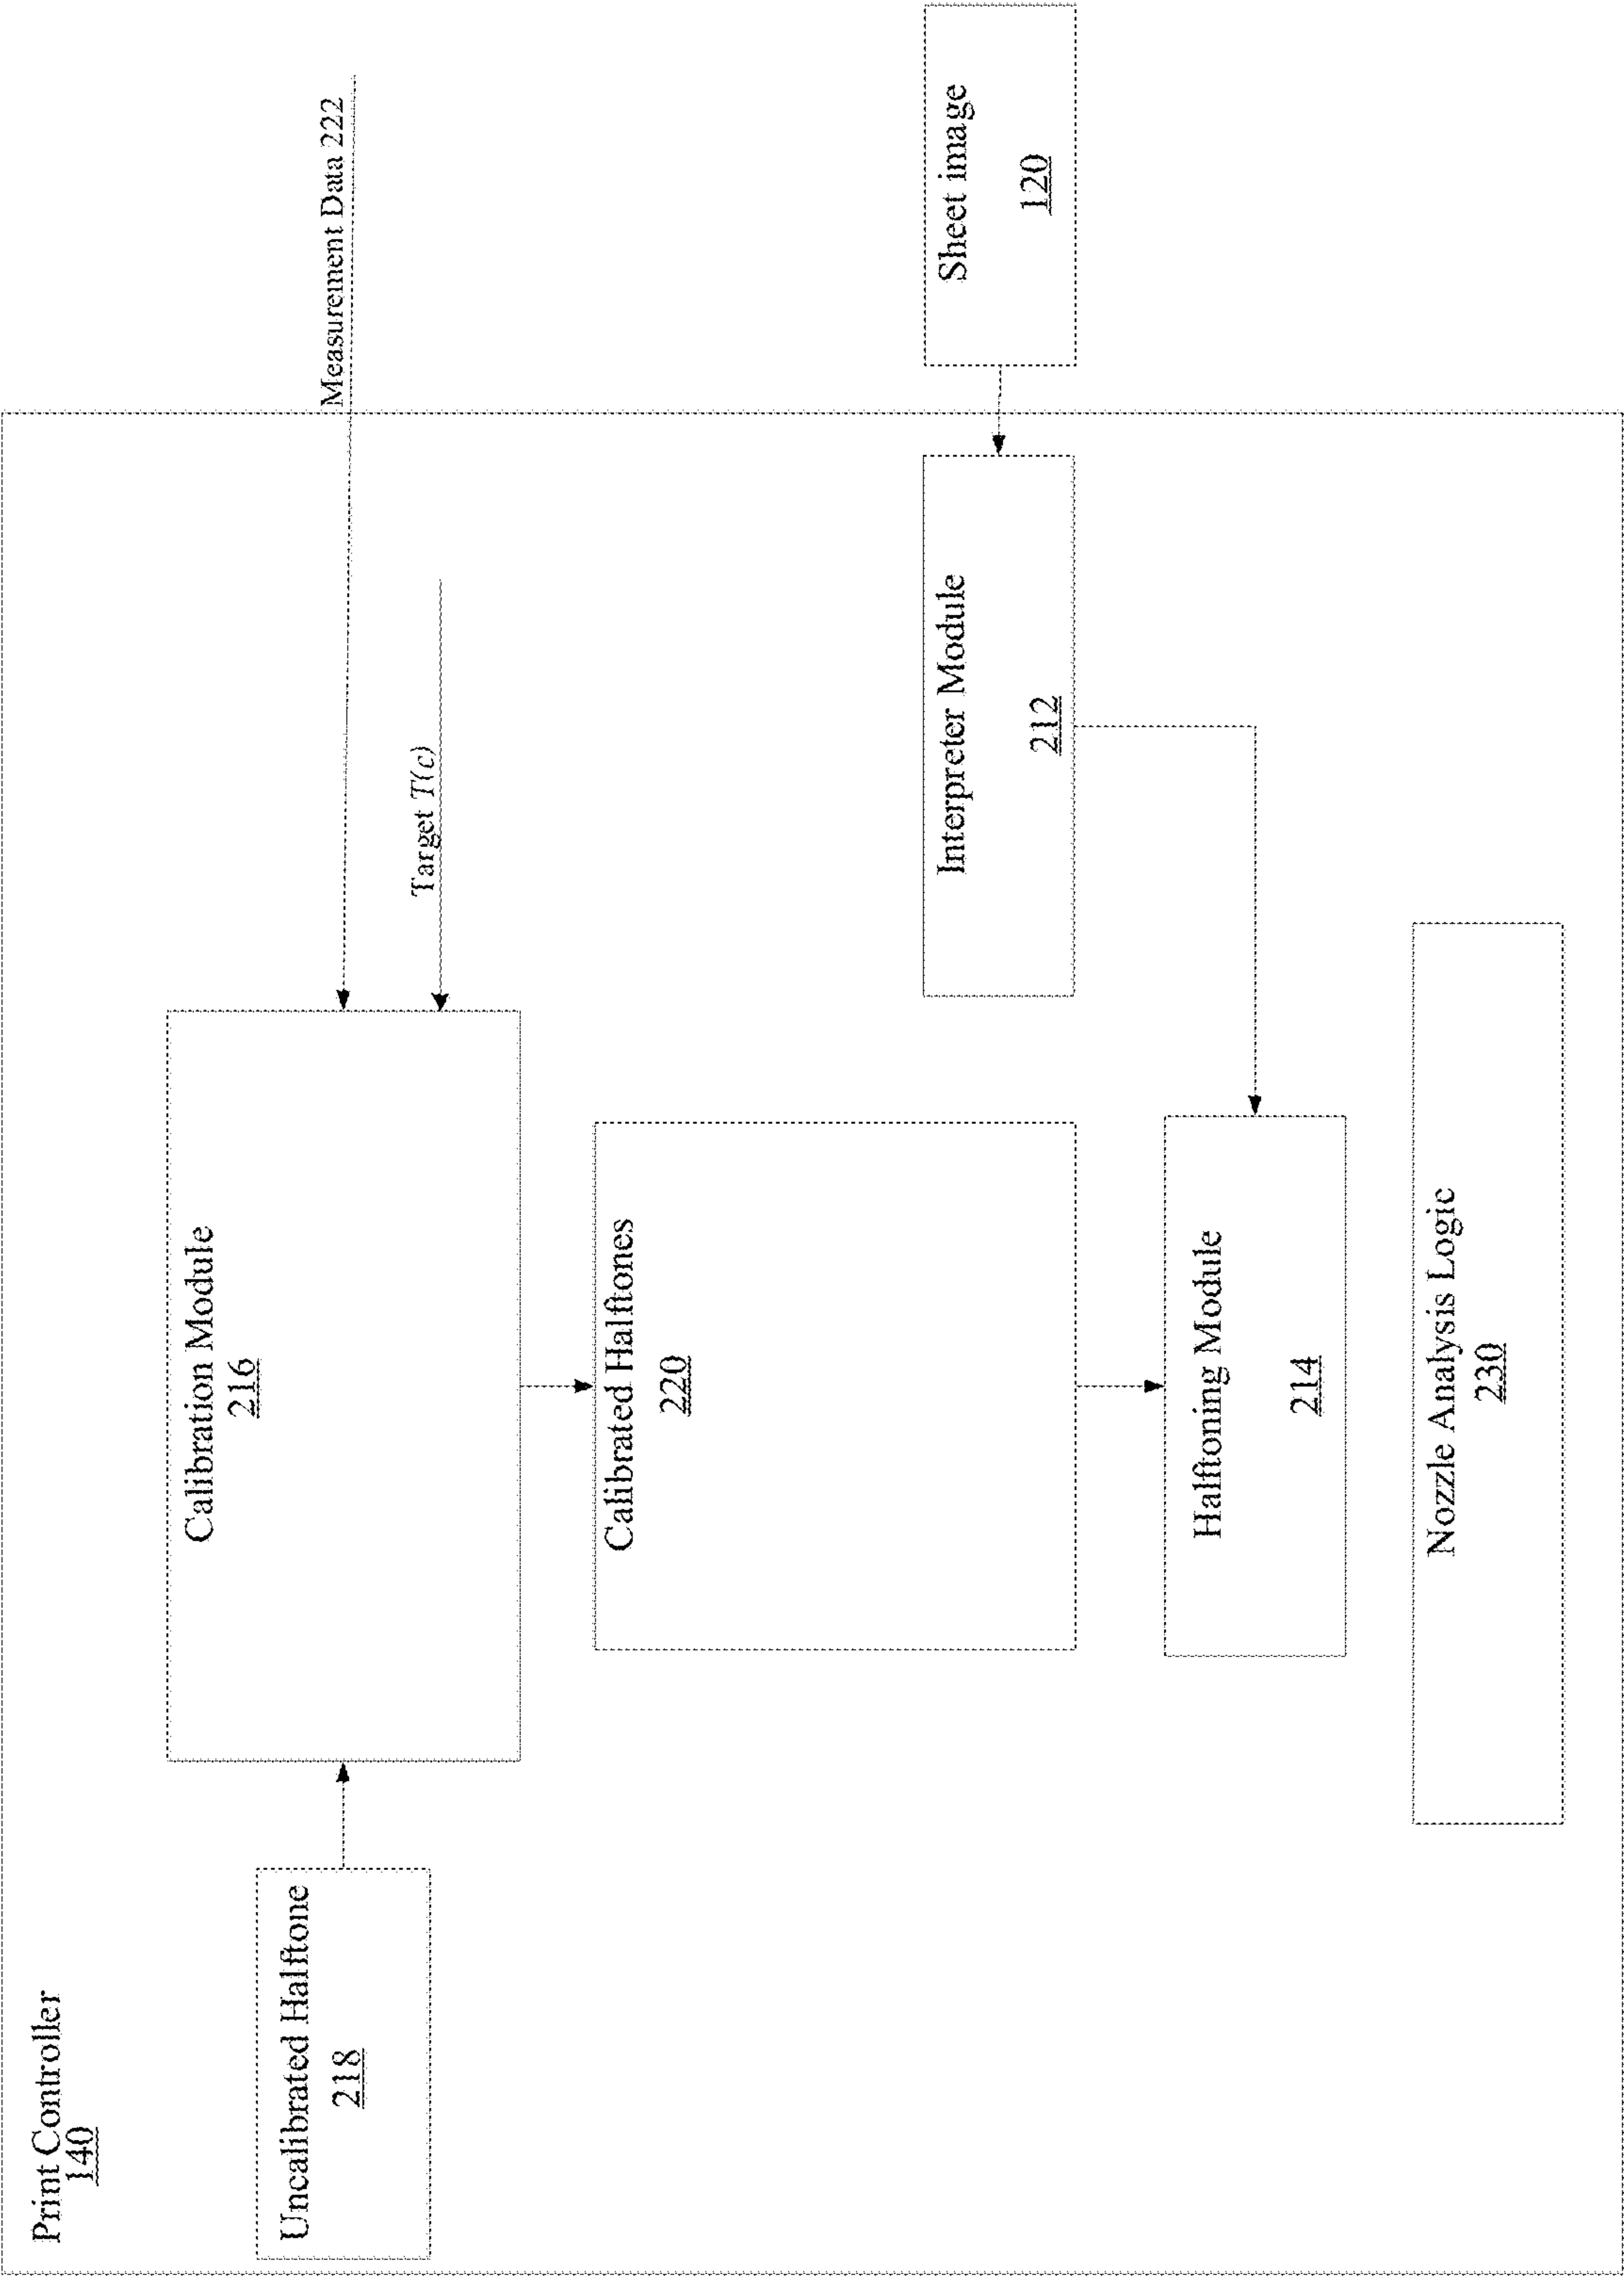 Print Controller
140
Measurement Data 222
Calibration Module
216
Uncalibrated Halftone
218
Target T(c)
Calibrated Halftones
220
Interpreter Module
212
Sheet image
120
Halftoning Module
214
Nozzle Analysis Logic
230